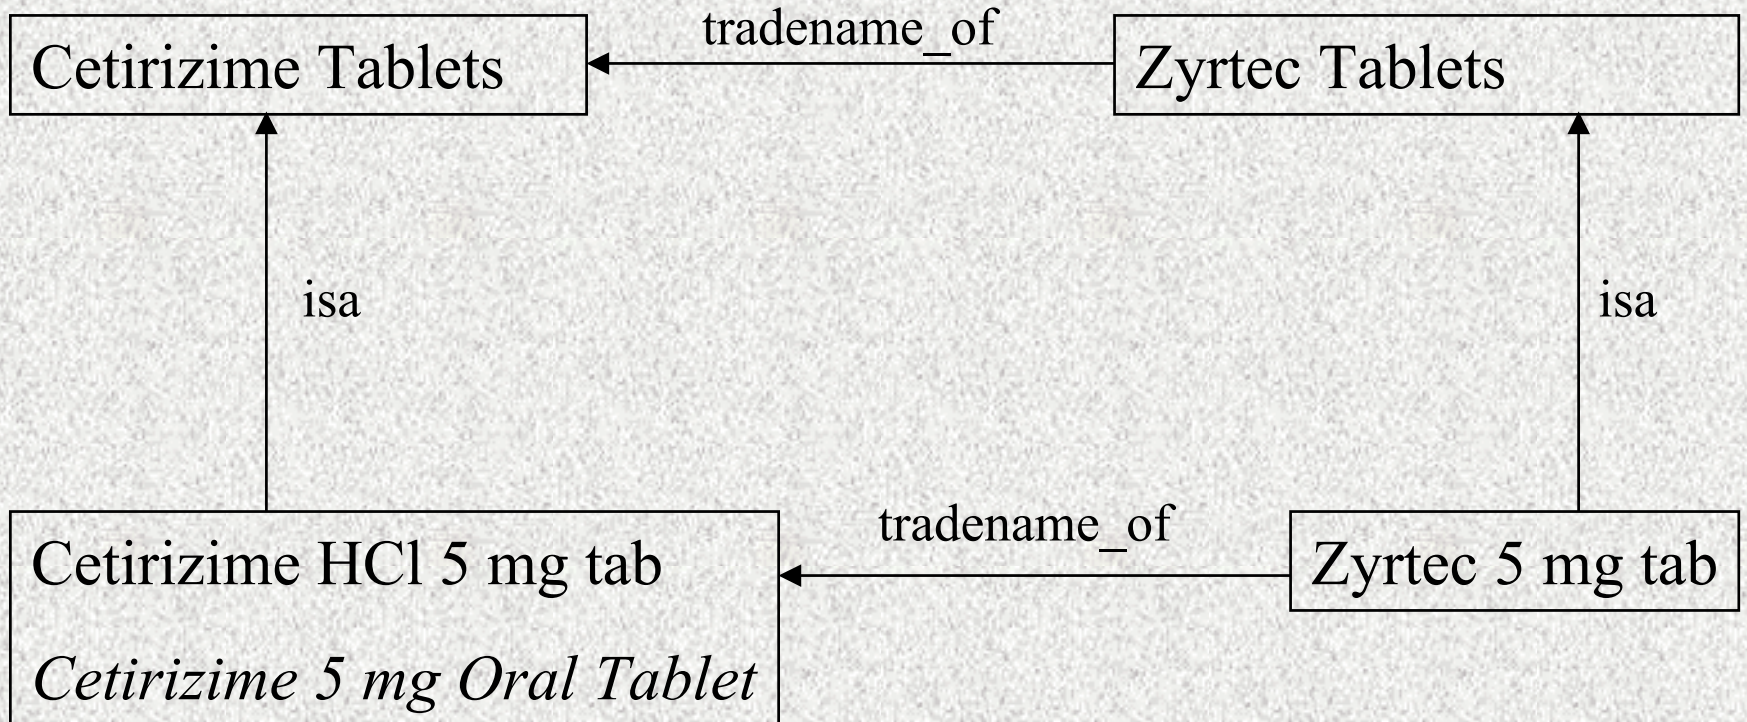 Cetirizime Tablets
tradename_of
Zyrtec Tablets
isa
isa
Cetirizime HCl 5 mg tab
Cetirizime 5 mg Oral Tablet
tradename_of
Zyrtec 5 mg tab